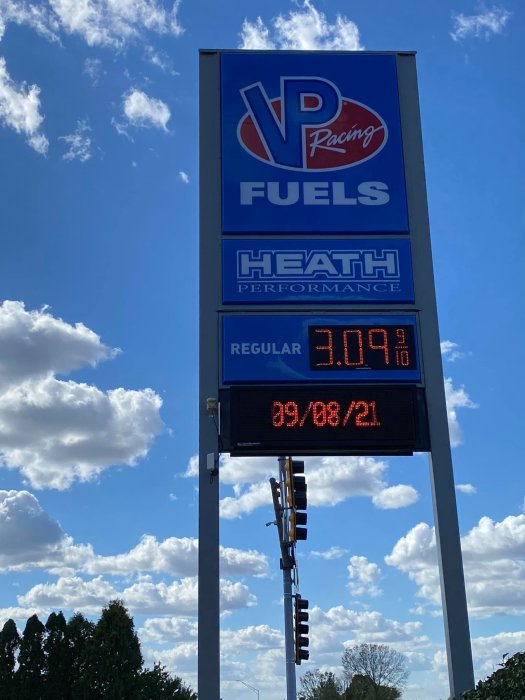 VP
Racing
FUELS
HEATH
PERFORMANCE
REGULAR 3.09 9/10
09/08/21